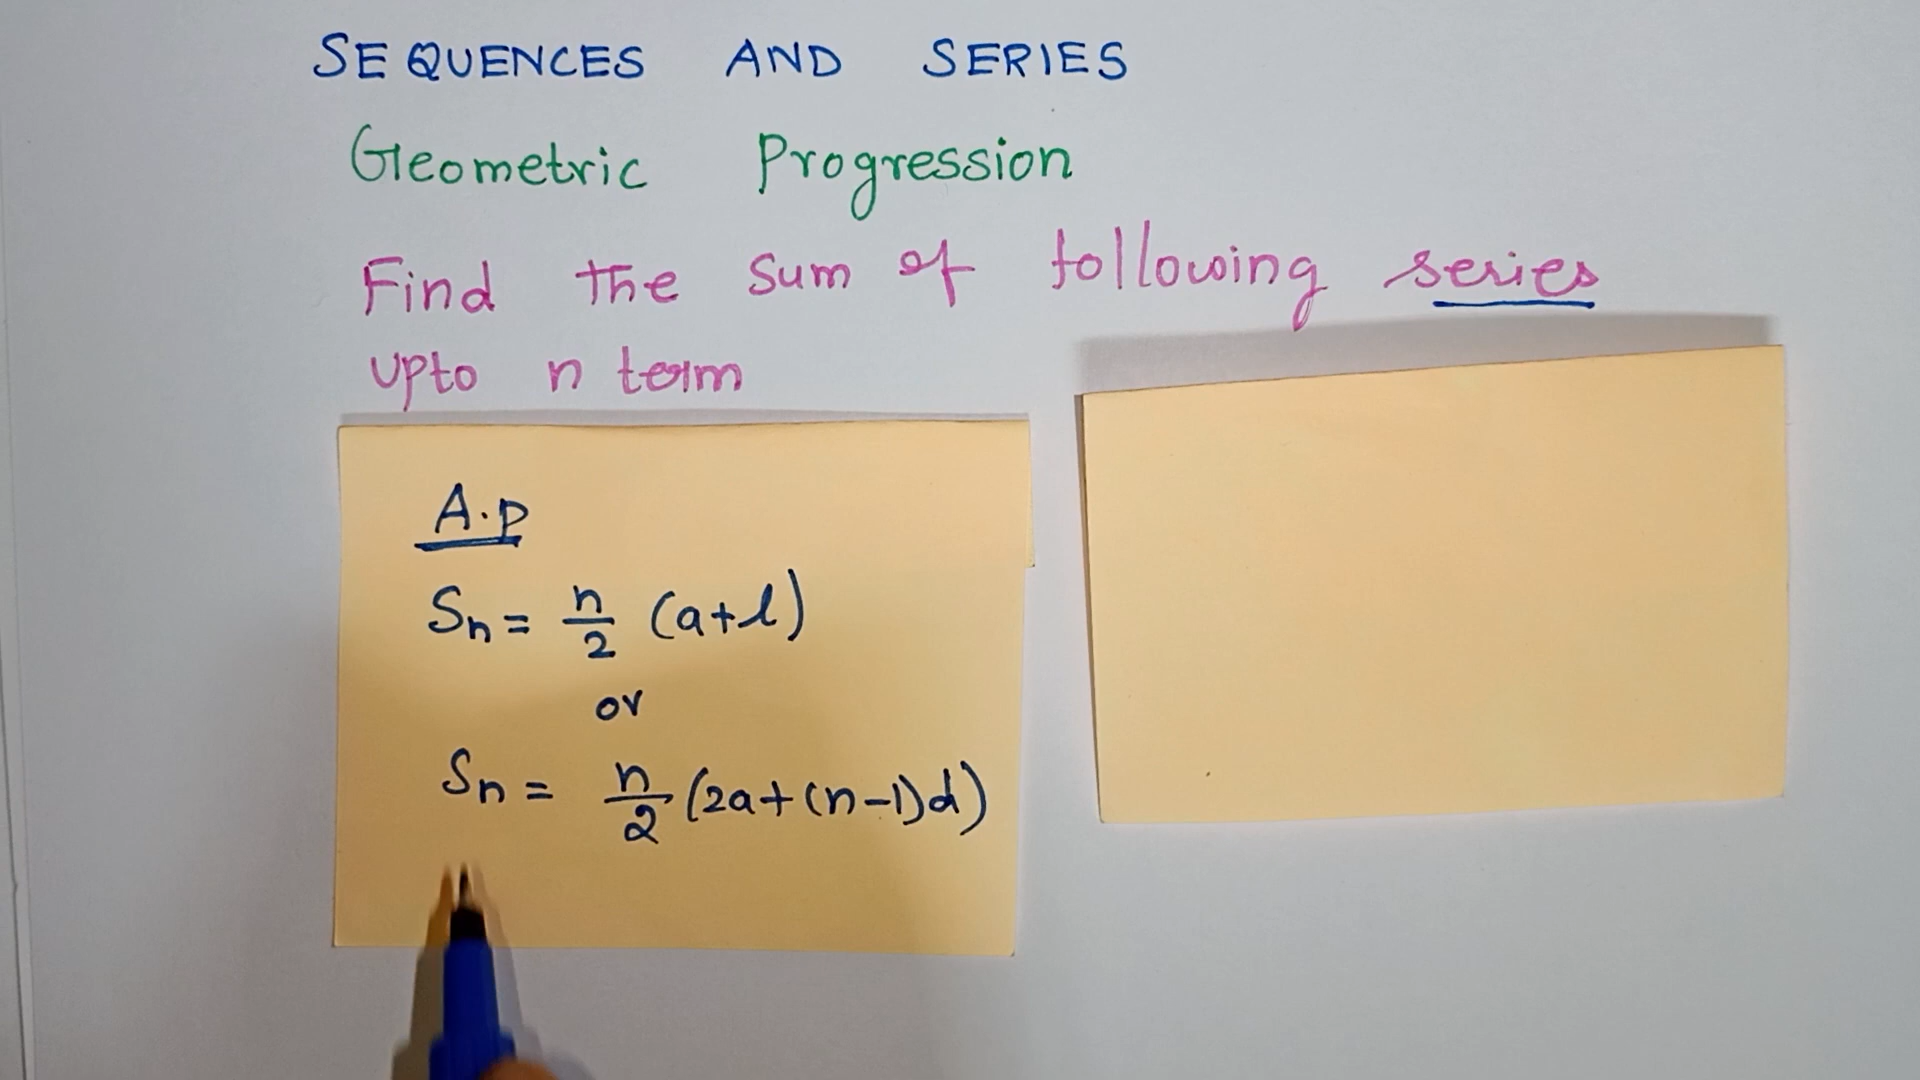 SEQUENCES AND SERIES
Geometric Progression
Find the sum of following series
upto n term
A.P
Sn = n/2 (a+l)
or
Sn = n/2 (2a+(n-1)d)